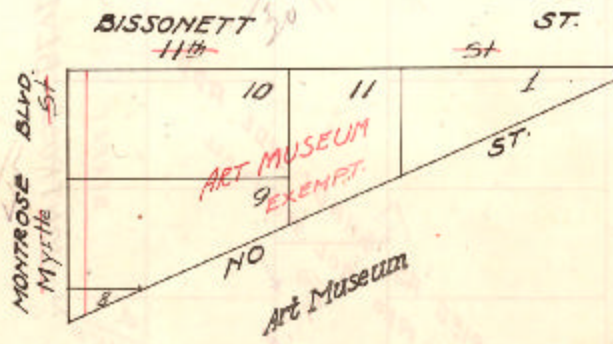 BISSONETT ST.
11th St
MONTROSE BLVD.
Myrtle St
10 11 1
ART MUSEUM
EXEMPT.
9
8
NO ST.
Art Museum